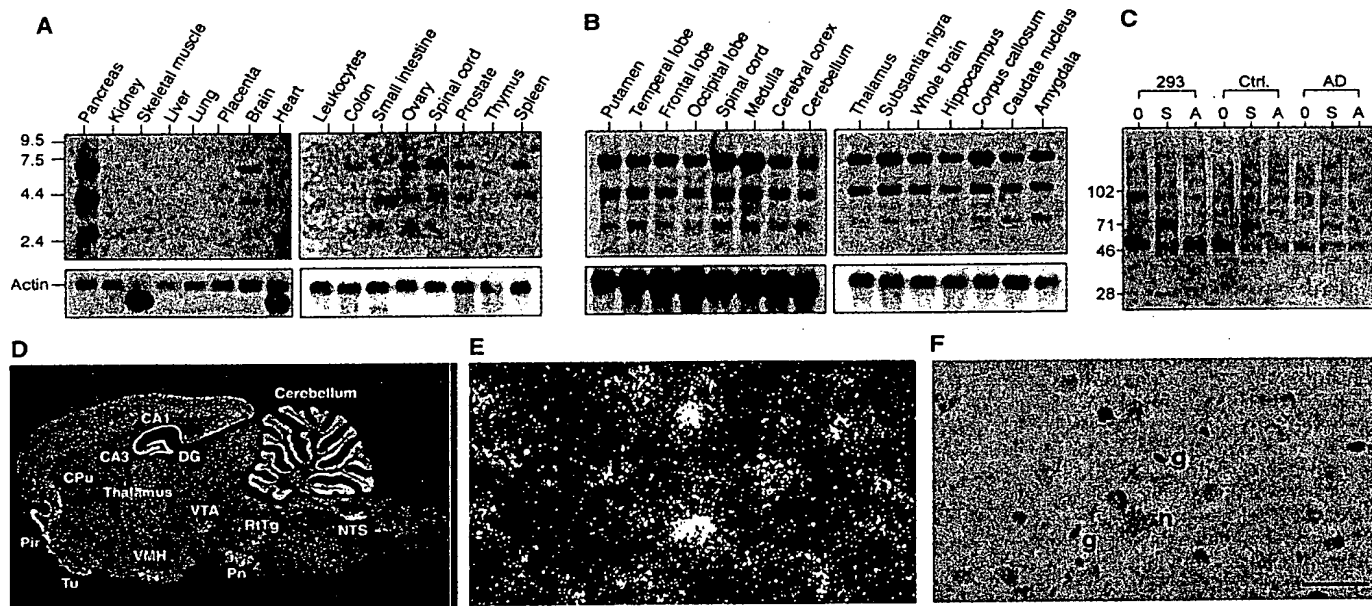 A
Pancreas
Kidney
Skeletal muscle
Liver
Lung
Placenta
Brain
Heart
Leukocytes
Colon
Small Intestine
Ovary
Spinal cord
Prostate
Thymus
Spleen
9.5
7.5
4.4
2.4
Actin
B
Putamen
Temperal lobe
Frontal lobe
Occipital lobe
Spinal cord
Medulla
Cerebral corex
Cerebellum
Thalamus
Substantia nigra
Whole brain
Hippocampus
Corpus callosum
Caudate nucleus
Amygdala
C
293 Ctrl. AD
0 S A 0 S A 0 S A
102
71
46
28
D
Cerebellum
CA1
CA3 DG
CPu
Thalamus
VTA
RtTg
NTS
Pir
VMH
Pn
Tu
E
F
g
n
g